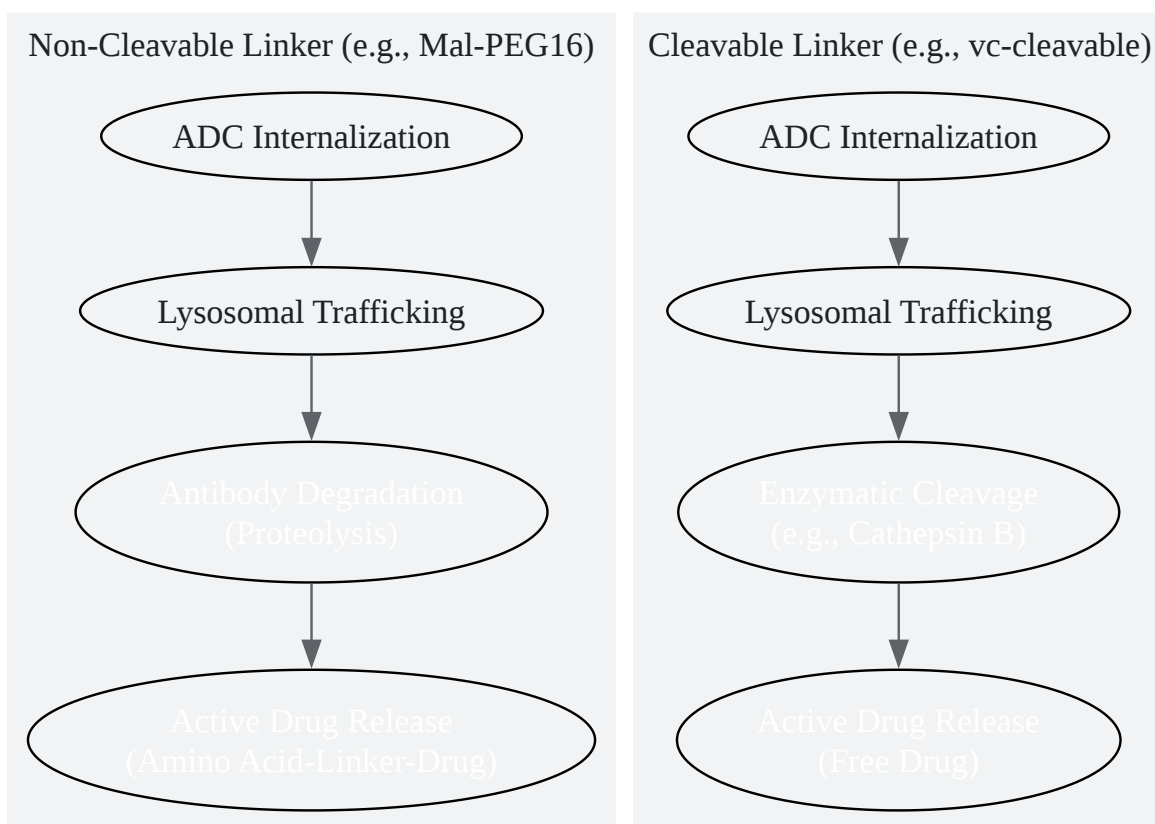 Non-Cleavable Linker (e.g., Mal-PEG16)
ADC Internalization
Lysosomal Trafficking
Antibody Degradation
(Proteolysis)
Active Drug Release
(Amino Acid-Linker-Drug)
Cleavable Linker (e.g., vc-cleavable)
ADC Internalization
Lysosomal Trafficking
Enzymatic Cleavage
(e.g., Cathepsin B)
Active Drug Release
(Free Drug)